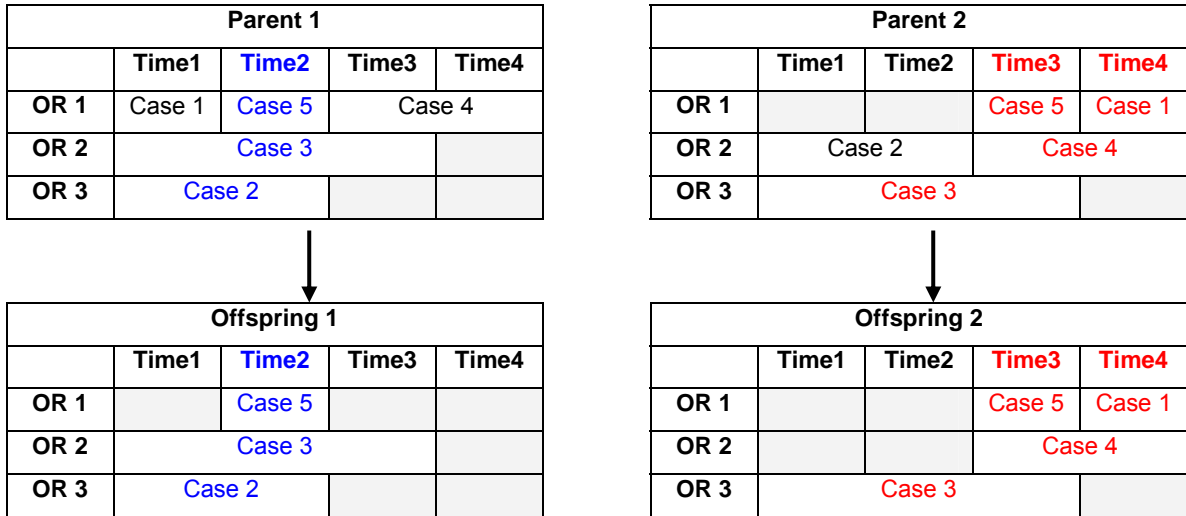 Parent 1
Time1 Time2 Time3 Time4
OR 1 Case 1 Case 5 Case 4
OR 2 Case 3
OR 3 Case 2
Parent 2
Time1 Time2 Time3 Time4
OR 1 Case 5 Case 1
OR 2 Case 2 Case 4
OR 3 Case 3
Offspring 1
Time1 Time2 Time3 Time4
OR 1 Case 5
OR 2 Case 3
OR 3 Case 2
Offspring 2
Time1 Time2 Time3 Time4
OR 1 Case 5 Case 1
OR 2 Case 4
OR 3 Case 3